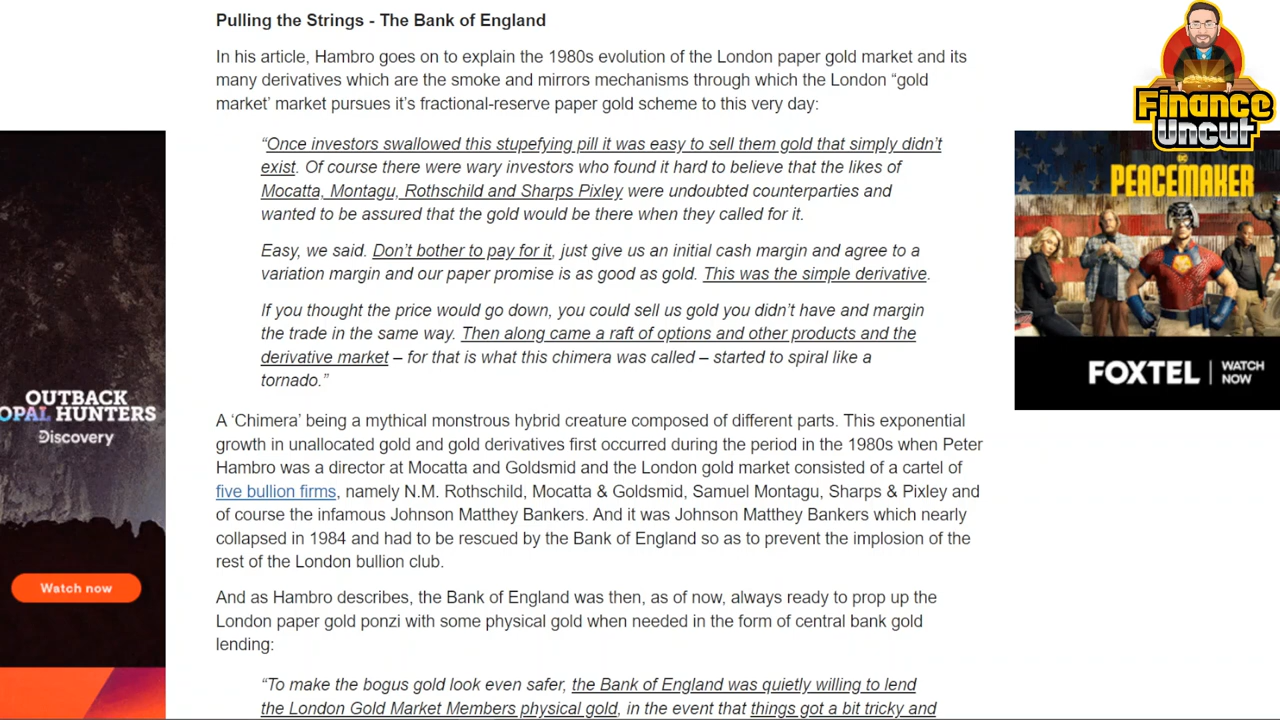 Pulling the Strings - The Bank of England
In his article, Hambro goes on to explain the 1980s evolution of the London paper gold market and its
many derivatives which are the smoke and mirrors mechanisms through which the London “gold
market’ market pursues it’s fractional-reserve paper gold scheme to this very day:
“Once investors swallowed this stupefying pill it was easy to sell them gold that simply didn’t
exist. Of course there were wary investors who found it hard to believe that the likes of
Mocatta, Montagu, Rothschild and Sharps Pixley were undoubted counterparties and
wanted to be assured that the gold would be there when they called for it.
Easy, we said. Don’t bother to pay for it, just give us an initial cash margin and agree to a
variation margin and our paper promise is as good as gold. This was the simple derivative.
If you thought the price would go down, you could sell us gold you didn’t have and margin
the trade in the same way. Then along came a raft of options and other products and the
derivative market – for that is what this chimera was called – started to spiral like a
tornado.”
A ‘Chimera’ being a mythical monstrous hybrid creature composed of different parts. This exponential
growth in unallocated gold and gold derivatives first occurred during the period in the 1980s when Peter
Hambro was a director at Mocatta and Goldsmid and the London gold market consisted of a cartel of
five bullion firms, namely N.M. Rothschild, Mocatta & Goldsmid, Samuel Montagu, Sharps & Pixley and
of course the infamous Johnson Matthey Bankers. And it was Johnson Matthey Bankers which nearly
collapsed in 1984 and had to be rescued by the Bank of England so as to prevent the implosion of the
rest of the London bullion club.
And as Hambro describes, the Bank of England was then, as of now, always ready to prop up the
London paper gold ponzi with some physical gold when needed in the form of central bank gold
lending:
“To make the bogus gold look even safer, the Bank of England was quietly willing to lend
the London Gold Market Members physical gold, in the event that things got a bit tricky and
OUTBACK
OPAL HUNTERS
Discovery
Watch now
Finance
Uncut
DC
PEACEMAKER
FOXTEL
WATCH
NOW